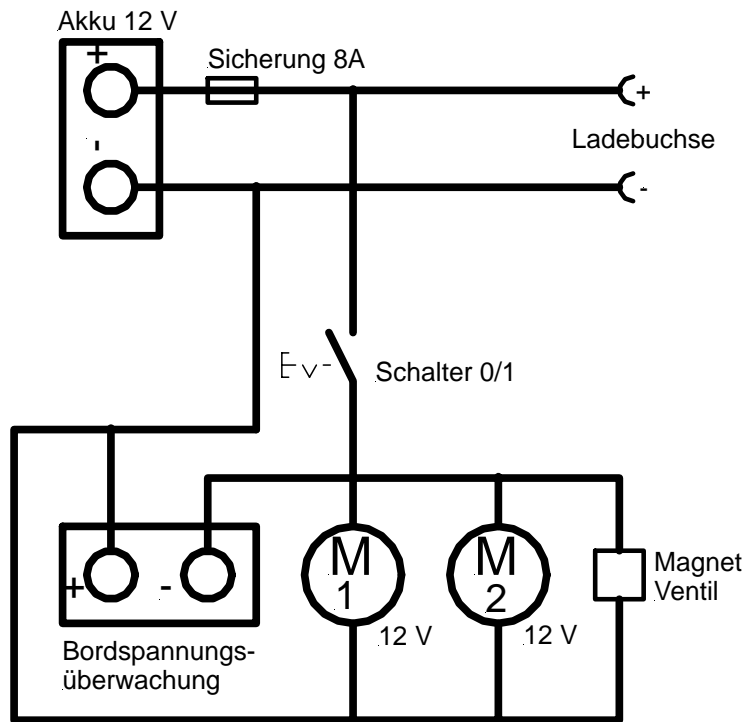 Akku 12 V
+
-
Sicherung 8A
+
Ladebuchse
-
Schalter 0/1
+
-
Bordspannungs-
überwachung
M
1
12 V
M
2
12 V
Magnet
Ventil